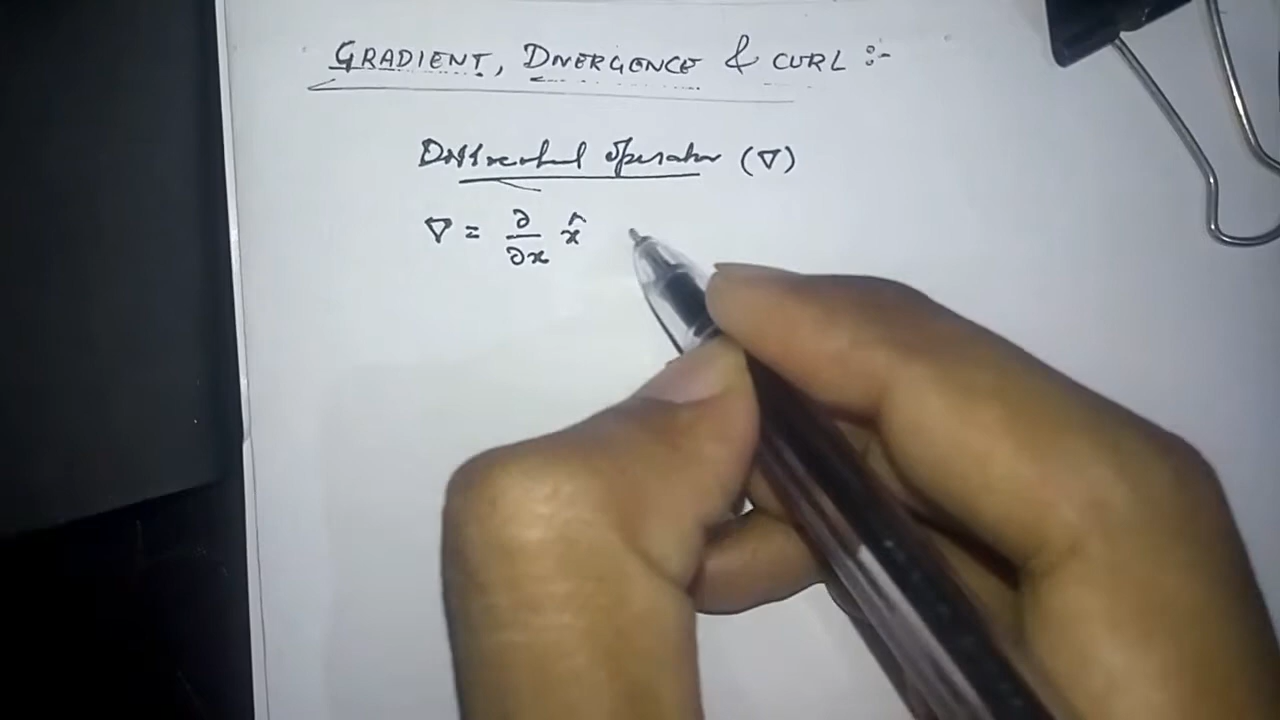 GRADIENT, DIVERGENCE & CURL :-
Differential operator (∇)
∇ = ∂/∂x x̂